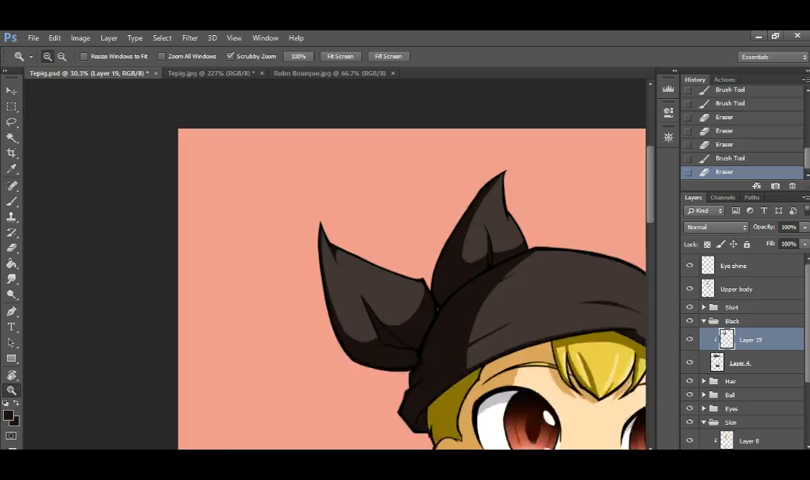 Ps File Edit Image Layer Type Select Filter 3D View Window Help
Resize Windows to Fit Zoom All Windows Scrubby Zoom 100% Fit Screen Fill Screen Essentials
Tepig.psd @ 30.3% (Layer 19, RGB/8) * × Tepig.jpg @ 227% (RGB/8) * × Robn Bourgue.jpg @ 66.7% (RGB/8) ×
History Actions
Brush Tool
Brush Tool
Eraser
Eraser
Eraser
Brush Tool
Eraser
Layers Channels Paths
Kind
Normal Opacity: 100%
Lock: Fill: 100%
Eye shine
Upper body
Shirt
Black
Layer 19
Layer 4
Hair
Ball
Eyes
Skin
Layer 8